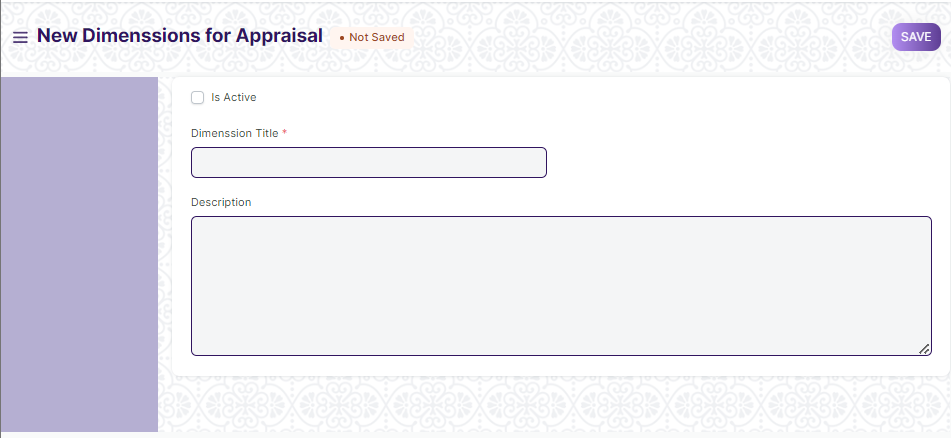 New Dimenssions for Appraisal
• Not Saved
SAVE
Is Active
Dimenssion Title *
Description